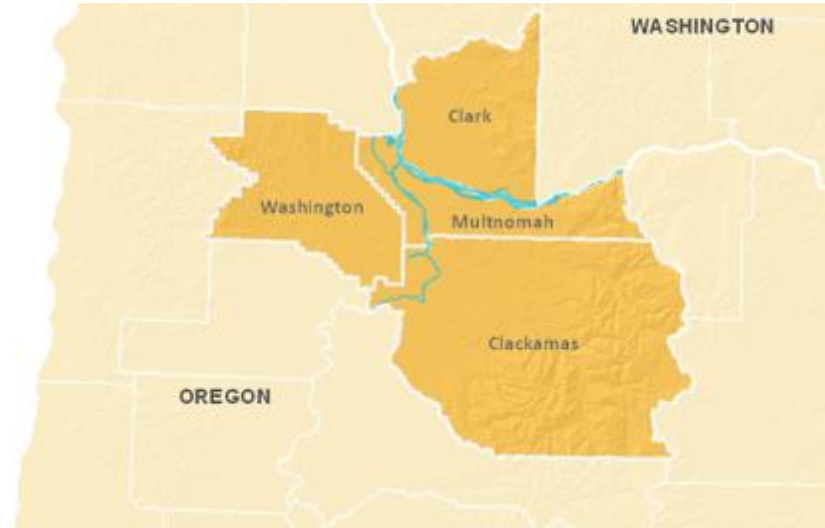 WASHINGTON
Clark
Washington
Multnomah
Clackamas
OREGON